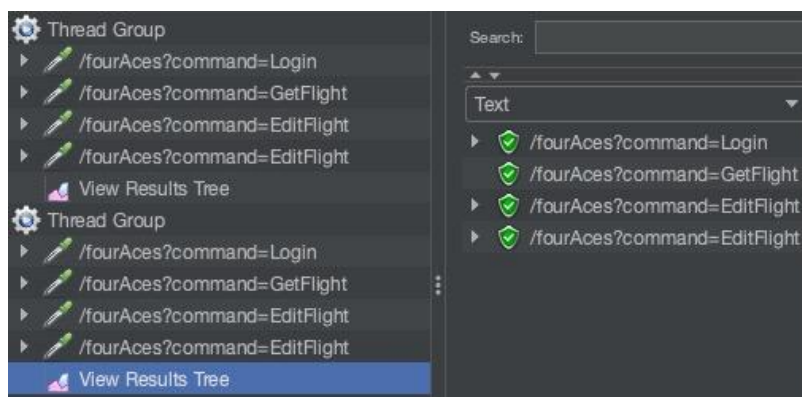 Thread Group
/fourAces?command=Login
/fourAces?command=GetFlight
/fourAces?command=EditFlight
/fourAces?command=EditFlight
View Results Tree
Thread Group
/fourAces?command=Login
/fourAces?command=GetFlight
/fourAces?command=EditFlight
/fourAces?command=EditFlight
View Results Tree
Search:
Text
/fourAces?command=Login
/fourAces?command=GetFlight
/fourAces?command=EditFlight
/fourAces?command=EditFlight